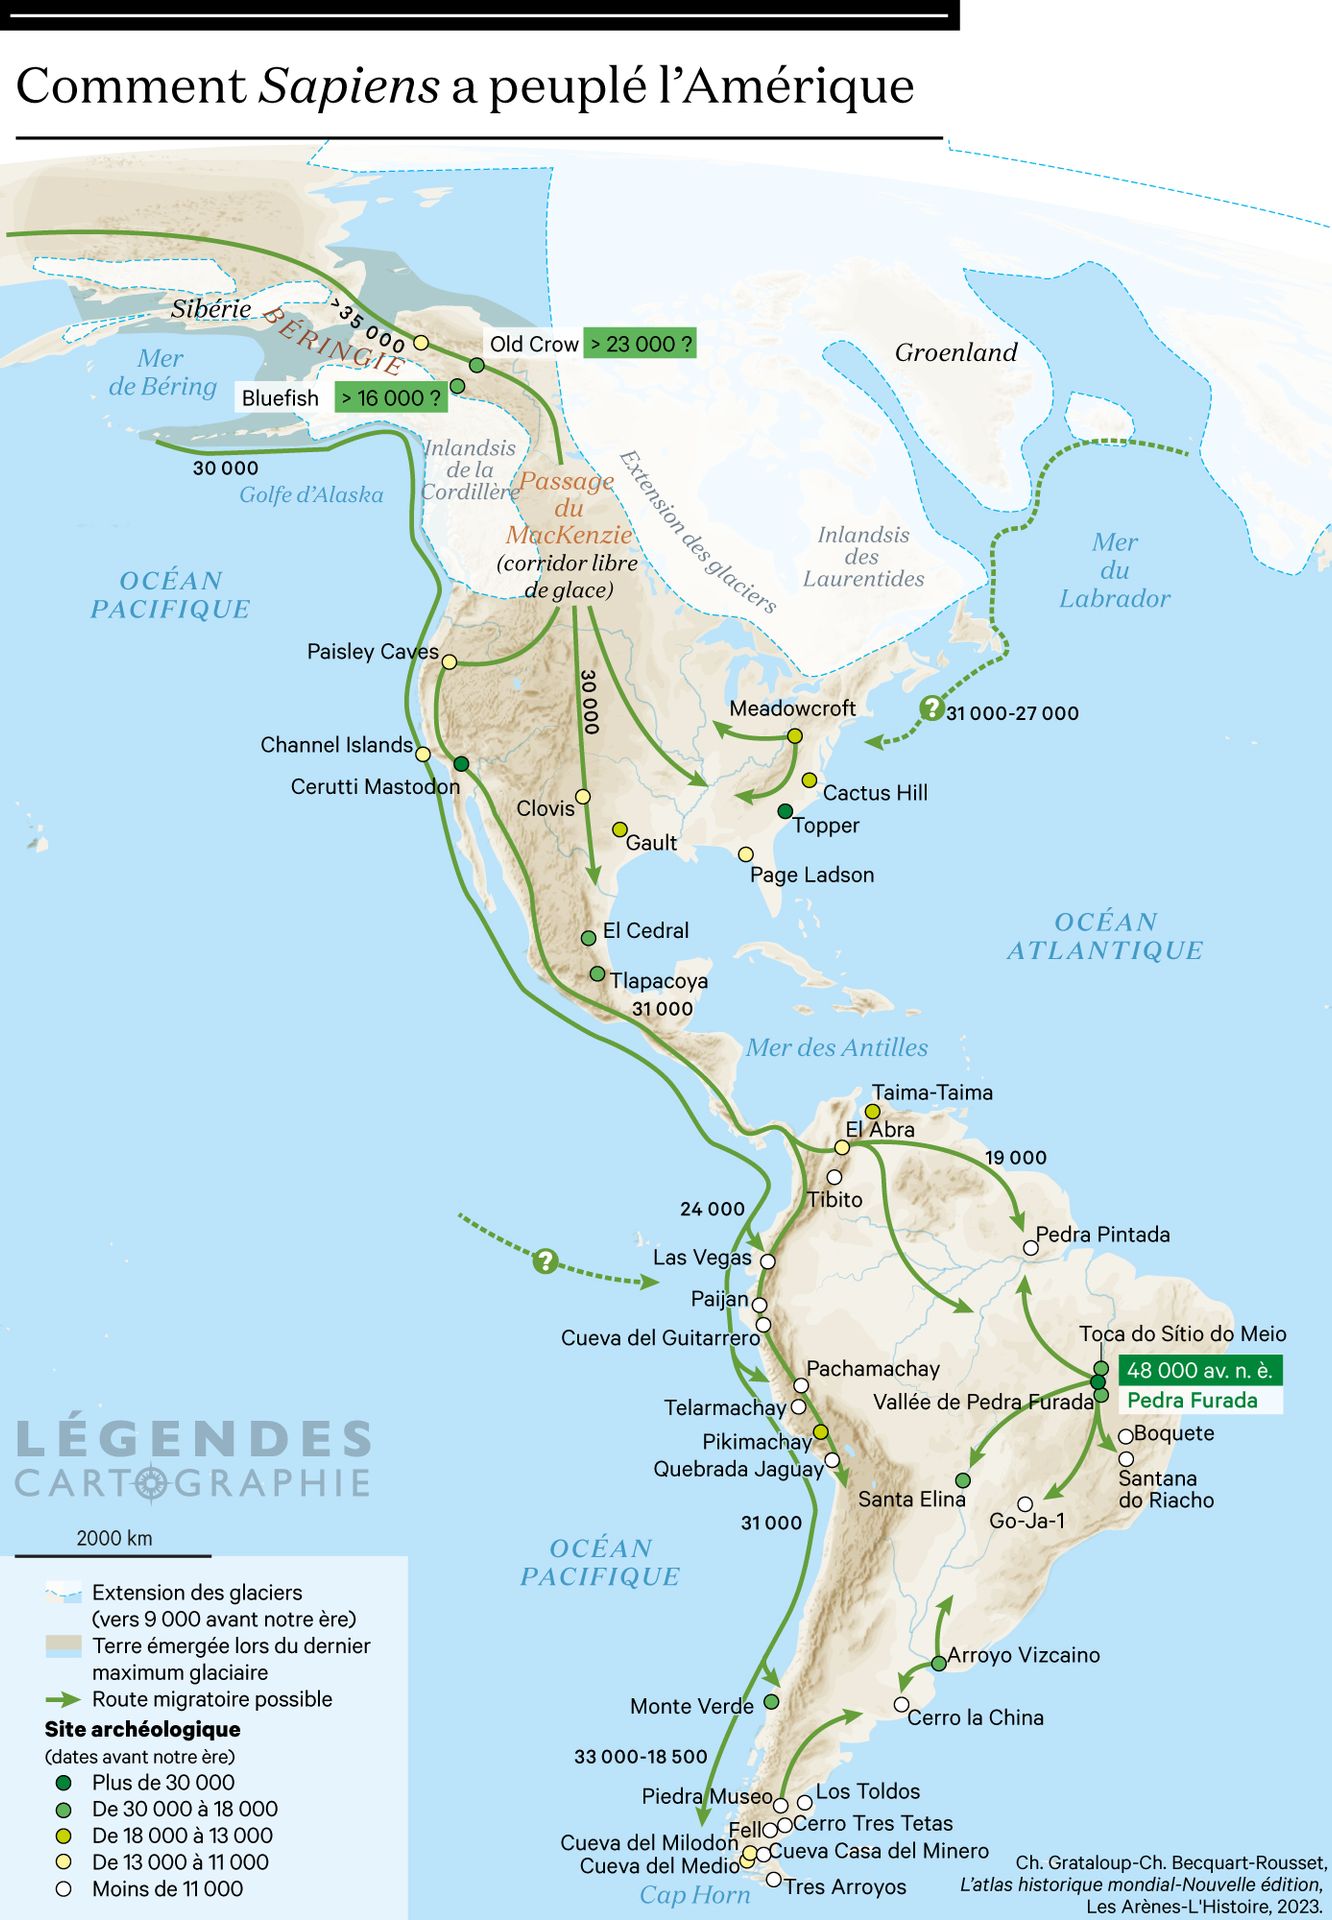 Comment Sapiens a peuplé l'Amérique
Sibérie
BÉRINGIE
>35 000
Old Crow
> 23 000 ?
Groenland
Mer
de Béring
Bluefish
> 16 000 ?
30 000
Golfe d'Alaska
Inlandsis
de la
Cordillère
Passage
du
MacKenzie
(corridor libre
de glace)
Extension des glaciers
Inlandsis
des
Laurentides
Mer
du
Labrador
OCÉAN
PACIFIQUE
Paisley Caves
30 000
Meadowcroft
?
31 000-27 000
Channel Islands
Cerrutti Mastodon
Clovis
Cactus Hill
Topper
Gault
Page Ladson
El Cedral
OCÉAN
ATLANTIQUE
Tlapacoya
31 000
Mer des Antilles
Taima-Taima
El Abra
19 000
Tibito
24 000
Pedra Pintada
Las Vegas
?
Paijan
Cueva del Guitarrero
Toca do Sítio do Meio
48 000 av. n. è.
Pachamachay
Vallée de Pedra Furada
Pedra Furada
Telarmachay
Pikimachay
Boquete
Quebrada Jaguay
Santana
do Riacho
Santa Elina
Go-Ja-1
31 000
OCÉAN
PACIFIQUE
LÉGENDES
CARTOGRAPHIE
2000 km
Extension des glaciers
(vers 9 000 avant notre ère)
Terre émergée lors du dernier
maximum glaciaire
Route migratoire possible
Site archéologique
(dates avant notre ère)
Plus de 30 000
De 30 000 à 18 000
De 18 000 à 13 000
De 13 000 à 11 000
Moins de 11 000
Arroyo Vizcaino
Monte Verde
Cerro la China
33 000-18 500
Piedra Museo
Los Toldos
Fell
Cerro Tres Tetas
Cueva del Milodon
Cueva Casa del Minero
Cueva del Medio
Tres Arroyos
Cap Horn
Ch. Grataloup-Ch. Becquart-Rousset,
L'atlas historique mondial-Nouvelle édition,
Les Arènes-L'Histoire, 2023.